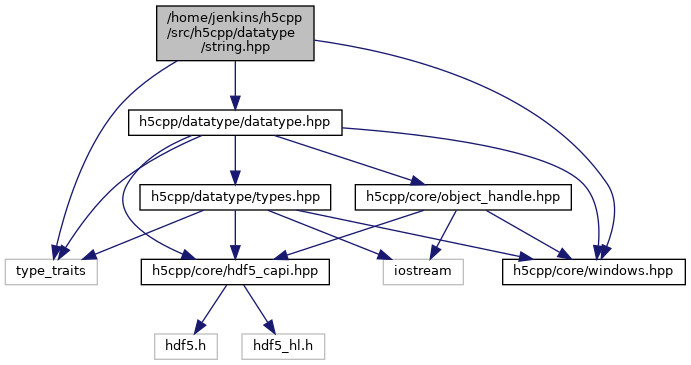 /home/jenkins/h5cpp
/src/h5cpp/datatype
/string.hpp
h5cpp/datatype/datatype.hpp
h5cpp/datatype/types.hpp
h5cpp/core/object_handle.hpp
type_traits
h5cpp/core/hdf5_capi.hpp
iostream
h5cpp/core/windows.hpp
hdf5.h
hdf5_hl.h